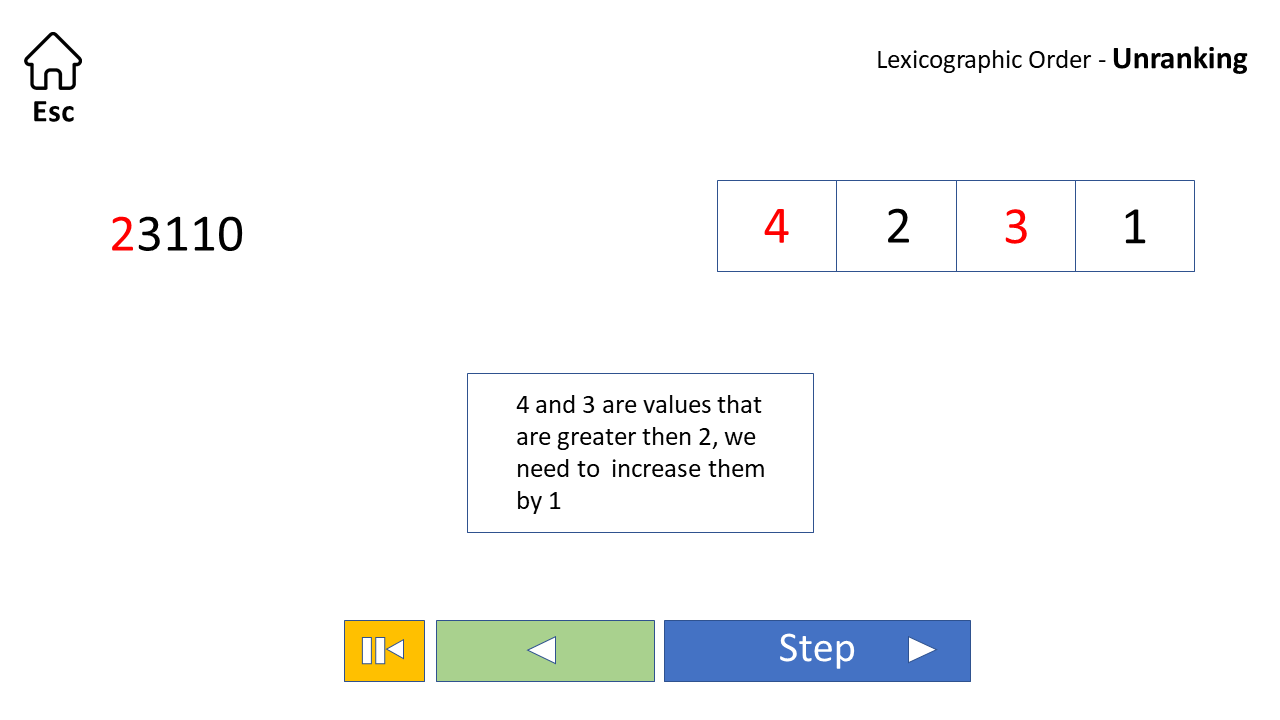 Lexicographic Order - Unranking
Esc
23110
4 2 3 1
4 and 3 are values that
are greater then 2, we
need to increase them
by 1
Step